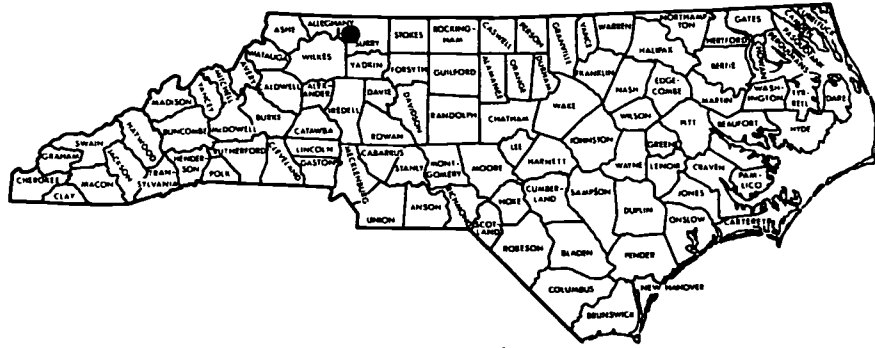 ASHE
ALLEGHANY
SURRY
STOKES
ROCKING-
HAM
CASWELL
PERSON
GRANVILLE
VANCE
WARREN
NORTHAMP-
TON
GATES
HERTFORD
HALIFAX
BERTIE
WATAUGA
WILKES
YADKIN
FORSYTH
GUILFORD
ALAMANCE
ORANGE
DURHAM
FRANKLIN
NASH
EDGE-
COMBE
MARTIN
WASH-
INGTON
TYR-
RELL
DARE
MITCHELL
AVERY
CALDWELL
ALEX-
ANDER
IREDELL
DAVIE
DAVIDSON
RANDOLPH
CHATHAM
WAKE
WILSON
PITT
BEAUFORT
HYDE
MADISON
YANCEY
BURKE
CATAWBA
ROWAN
BUNCOMBE
McDOWELL
LINCOLN
CABARRUS
STANLY
MONT-
GOMERY
MOORE
LEE
HARNETT
JOHNSTON
WAYNE
GREENE
LENOIR
CRAVEN
PAM-
LICO
SWAIN
HAYWOOD
GRAHAM
JACKSON
HENDER-
SON
RUTHERFORD
CLEVELAND
GASTON
MECKLENBURG
CHEROKEE
CLAY
MACON
TRAN-
SYLVANIA
POLK
UNION
ANSON
RICHMOND
SCOT-
LAND
HOKE
CUMBER-
LAND
SAMPSON
DUPLIN
JONES
ONSLOW
CARTERET
ROBESON
BLADEN
PENDER
COLUMBUS
NEW HANOVER
BRUNSWICK